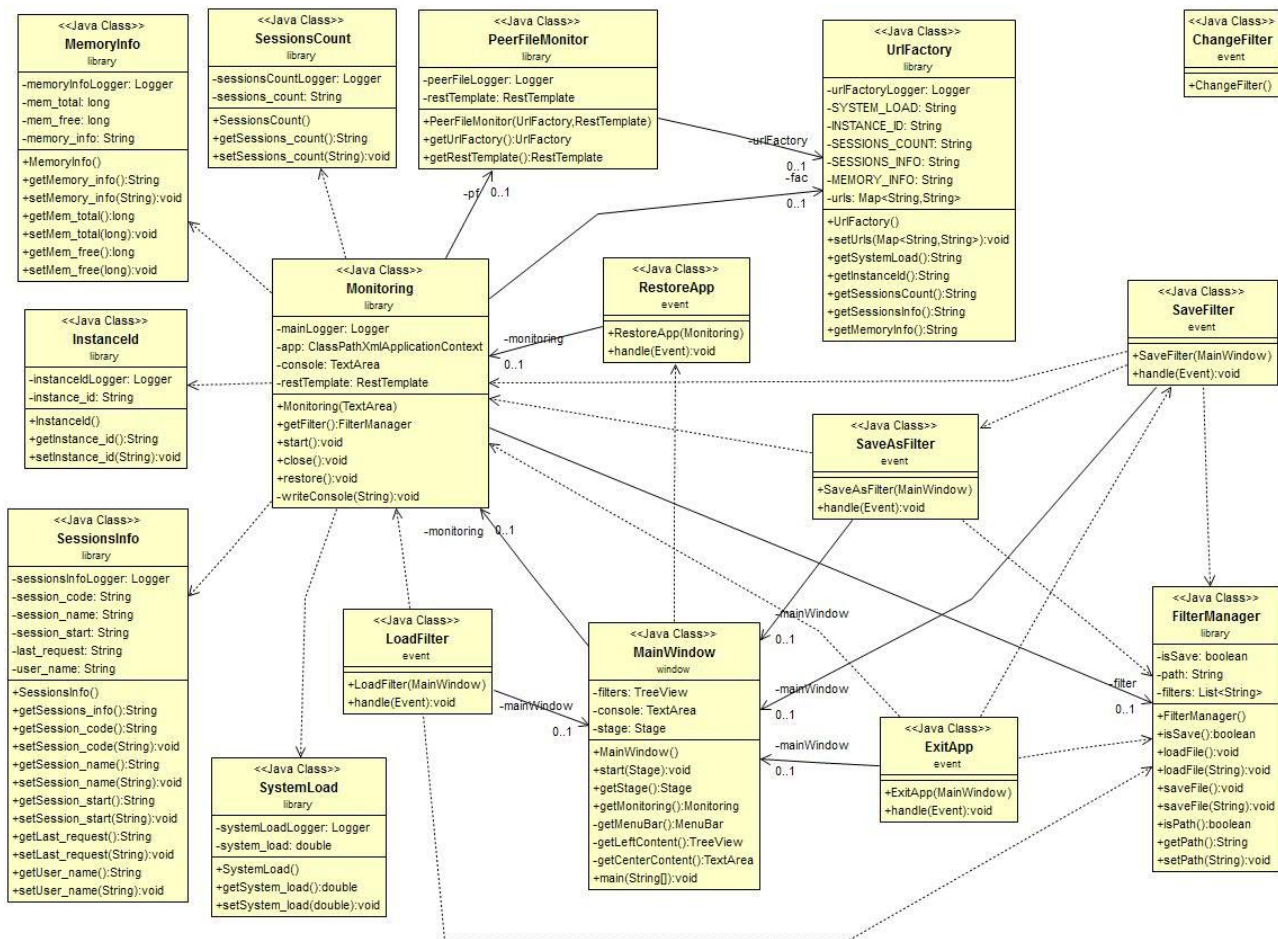 <<Java Class>>
MemoryInfo
library
-memoryInfoLogger: Logger
-mem_total: long
-mem_free: long
-memory_info: String
+MemoryInfo()
+getMemory_info():String
+setMemory_info(String):void
+getMem_total():long
+setMem_total(long):void
+getMem_free():long
+setMem_free(long):void
<<Java Class>>
SessionsCount
library
-sessionsCountLogger: Logger
-sessions_count: String
+SessionsCount()
+getSessions_count():String
+setSessions_count(String):void
<<Java Class>>
PeerFileMonitor
library
-peerFileLogger: Logger
-restTemplate: RestTemplate
+PeerFileMonitor(UrlFactory,RestTemplate)
+getUrlFactory():UrlFactory
+getRestTemplate():RestTemplate
<<Java Class>>
UrlFactory
library
-urlFactoryLogger: Logger
-SYSTEM_LOAD: String
-INSTANCE_ID: String
-SESSIONS_COUNT: String
-SESSIONS_INFO: String
-MEMORY_INFO: String
-urls: Map<String,String>
+UrlFactory()
+setUrls(Map<String,String>):void
+getSystemLoad():String
+getInstanceId():String
+getSessionsCount():String
+getSessionsInfo():String
+getMemoryInfo():String
<<Java Class>>
ChangeFilter
event
+ChangeFilter()
-urlFactory
0..1
-fac
0..1
-pf
0..1
<<Java Class>>
Monitoring
library
-mainLogger: Logger
-app: ClassPathXmlApplicationContext
-console: TextArea
-restTemplate: RestTemplate
+Monitoring(TextArea)
+getFilter():FilterManager
+start():void
+close():void
+restore():void
-writeConsole(String):void
<<Java Class>>
RestoreApp
event
+RestoreApp(Monitoring)
+handle(Event):void
-monitoring
0..1
<<Java Class>>
SaveFilter
event
+SaveFilter(MainWindow)
+handle(Event):void
<<Java Class>>
InstanceId
library
-instanceIdLogger: Logger
-instance_id: String
+InstanceId()
+getInstance_id():String
+setInstance_id(String):void
<<Java Class>>
SaveAsFilter
event
+SaveAsFilter(MainWindow)
+handle(Event):void
<<Java Class>>
SessionsInfo
library
-sessionsInfoLogger: Logger
-session_code: String
-session_name: String
-session_start: String
-last_request: String
-user_name: String
+SessionsInfo()
+getSessions_info():String
+getSession_code():String
+setSession_code(String):void
+getSession_name():String
+setSession_name(String):void
+getSession_start():String
+setSession_start(String):void
+getLast_request():String
+setLast_request(String):void
+getUser_name():String
+setUser_name(String):void
-monitoring
0..1
<<Java Class>>
LoadFilter
event
+LoadFilter(MainWindow)
+handle(Event):void
-mainWindow
0..1
<<Java Class>>
MainWindow
window
-filters: TreeView
-console: TextArea
-stage: Stage
+MainWindow()
+start(Stage):void
+getStage():Stage
+getMonitoring():Monitoring
-getMenuBar():MenuBar
-getLeftContent():TreeView
-getCenterContent():TextArea
+main(String[]):void
-mainWindow
0..1
-mainWindow
0..1
-mainWindow
0..1
<<Java Class>>
ExitApp
event
+ExitApp(MainWindow)
+handle(Event):void
-filter
0..1
<<Java Class>>
FilterManager
library
-isSave: boolean
-path: String
-filters: List<String>
+FilterManager()
+isSave():boolean
+loadFile():void
+loadFile(String):void
+saveFile():void
+saveFile(String):void
+isPath():boolean
+getPath():String
+setPath(String):void
<<Java Class>>
SystemLoad
library
-systemLoadLogger: Logger
-system_load: double
+SystemLoad()
+getSystem_load():double
+setSystem_load(double):void